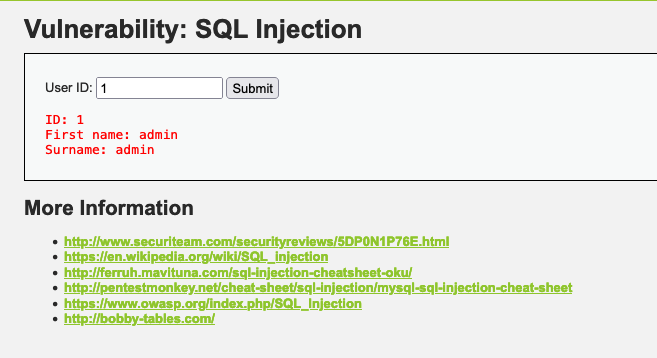 Vulnerability: SQL Injection
User ID: 1 Submit
ID: 1
First name: admin
Surname: admin
More Information
http://www.securiteam.com/securityreviews/5DP0N1P76E.html
https://en.wikipedia.org/wiki/SQL_injection
http://ferruh.mavituna.com/sql-injection-cheatsheet-oku/
http://pentestmonkey.net/cheat-sheet/sql-injection/mysql-sql-injection-cheat-sheet
https://www.owasp.org/index.php/SQL_Injection
http://bobby-tables.com/